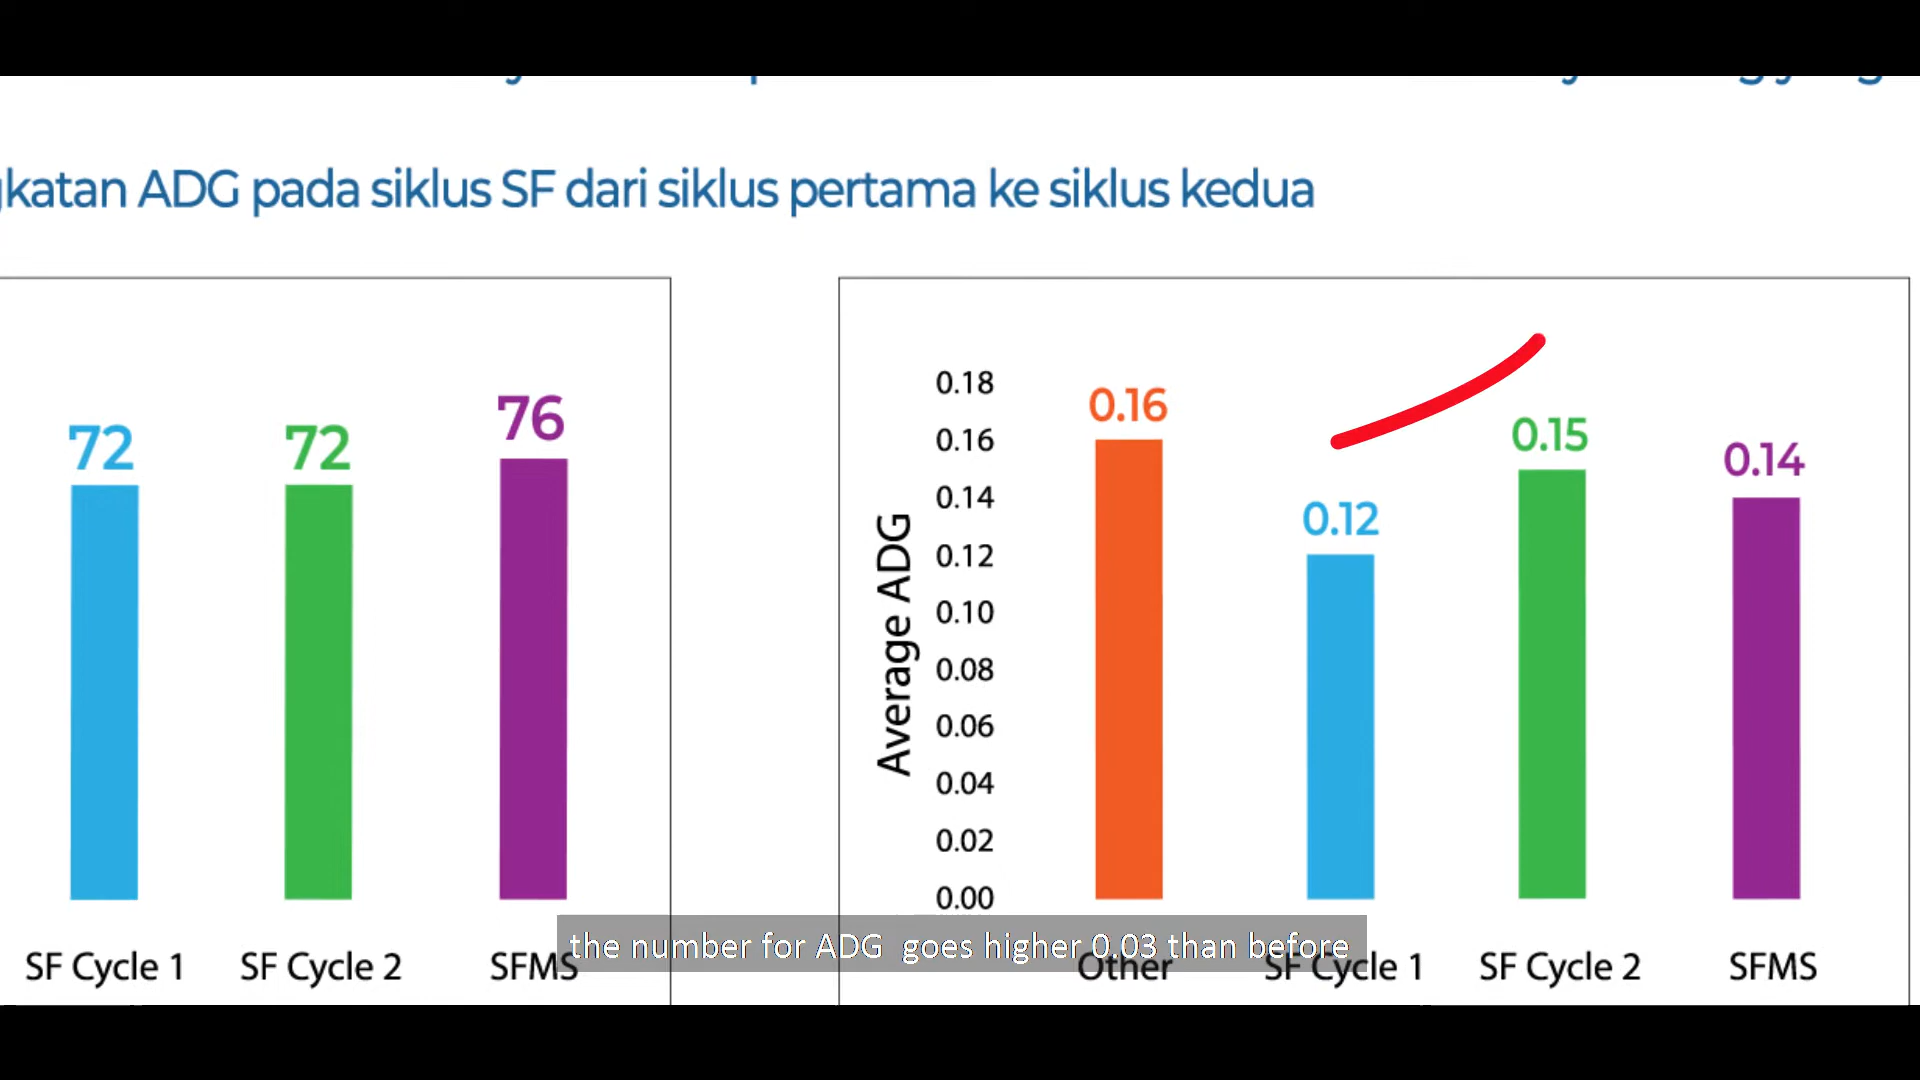 katan ADG pada siklus SF dari siklus pertama ke siklus kedua
72
72
76
SF Cycle 1
SF Cycle 2
SFMS
Average ADG
0.18
0.16
0.14
0.12
0.10
0.08
0.06
0.04
0.02
0.00
0.16
0.12
0.15
0.14
Other
SF Cycle 1
SF Cycle 2
SFMS
the number for ADG goes higher 0.03 than before